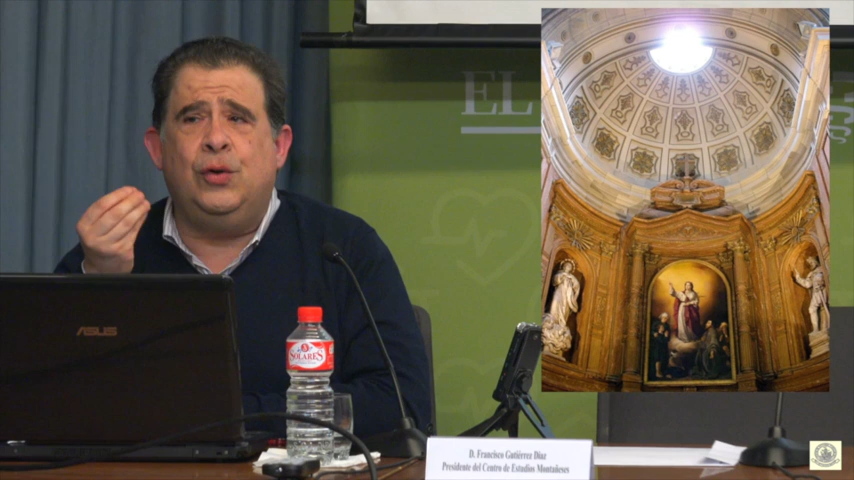 EL
ASUS
SOLARES
D. Francisco Gutiérrez Díaz
Presidente del Centro de Estudios Montañeses